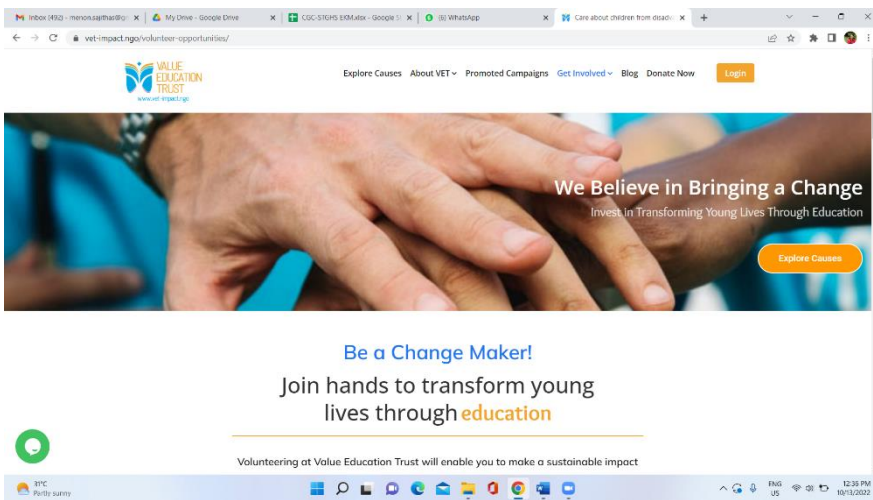 Inbox (492) - menon.sajitha6@g
My Drive - Google Drive
CGC-STGHS EKM.xlsx - Google S
(6) WhatsApp
Care about children from disadv
vet-impact.ngo/volunteer-opportunities/
VALUE
EDUCATION
TRUST
www.vet-impact.ngo
Explore Causes About VET Promoted Campaigns Get Involved Blog Donate Now Login
We Believe in Bringing a Change
Invest in Transforming Young Lives Through Education
Explore Causes
Be a Change Maker!
Join hands to transform young
lives through education
Volunteering at Value Education Trust will enable you to make a sustainable impact
31°C
Partly sunny
ENG
US
12:35 PM
10/13/2022